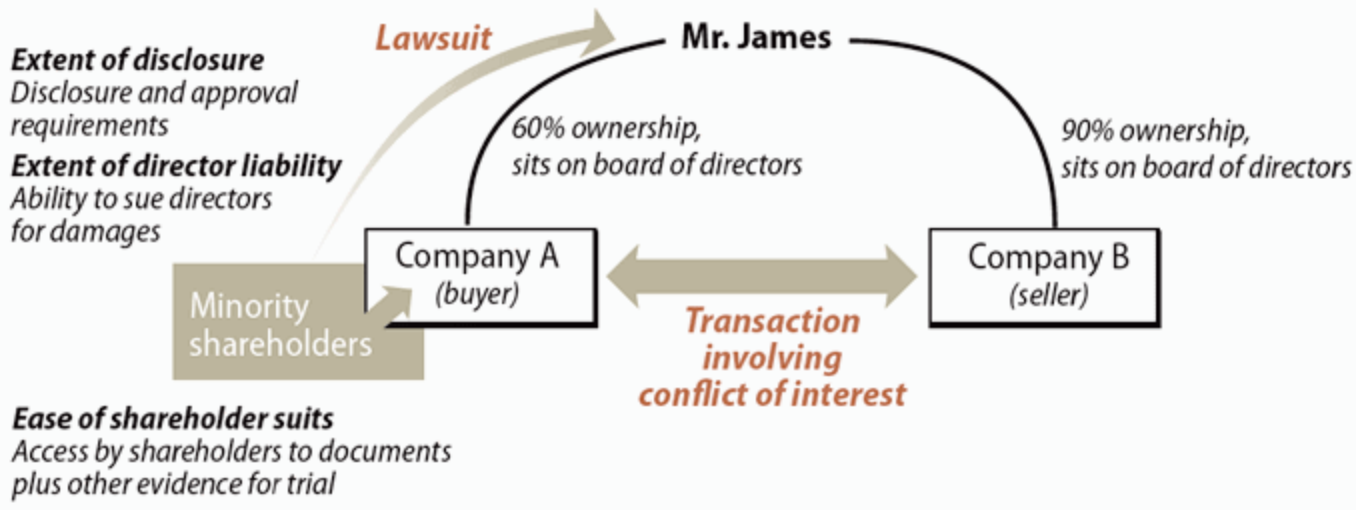 Lawsuit
Mr. James
Extent of disclosure
Disclosure and approval
requirements
Extent of director liability
Ability to sue directors
for damages
60% ownership,
sits on board of directors
90% ownership,
sits on board of directors
Company A
(buyer)
Company B
(seller)
Minority
shareholders
Transaction
involving
conflict of interest
Ease of shareholder suits
Access by shareholders to documents
plus other evidence for trial